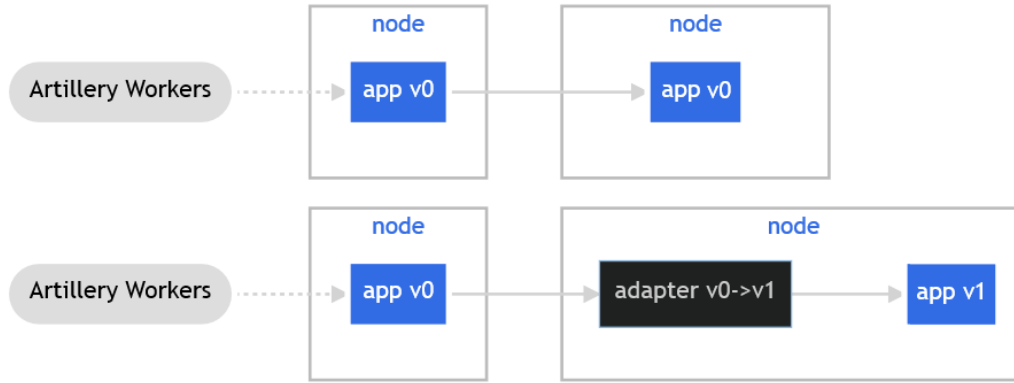 node
node
Artillery Workers
app v0
app v0
node
node
Artillery Workers
app v0
adapter v0->v1
app v1